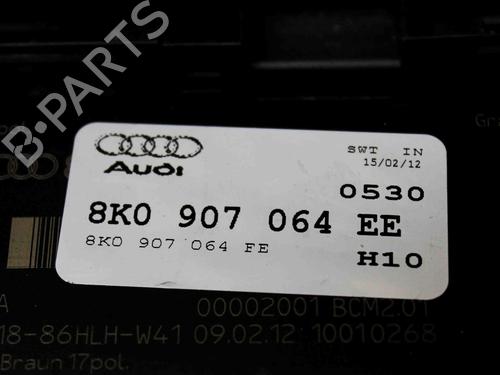 B-PARTS
Audi
SWT IN
15/02/12
0530
8K0 907 064 EE
8K0 907 064 FE
H10
00002001 BCM2.01
18-86HLH-W41 09.02.12 10010268
Braun 17pol.